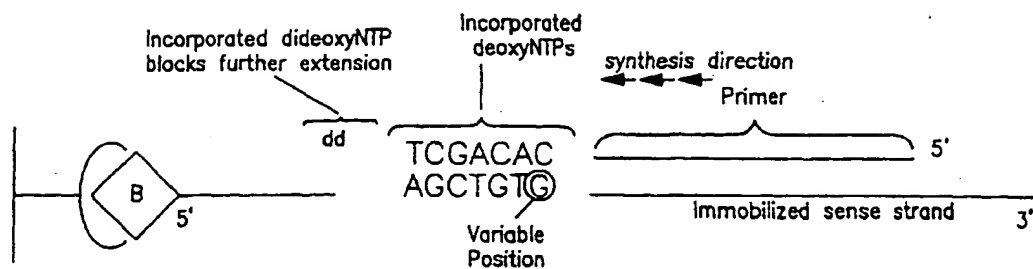 Incorporated dideoxyNTP
blocks further extension
Incorporated
deoxyNTPs
synthesis direction
Primer
dd
TCGACAC
5'
AGCTGTG
B
5'
Immobilized sense strand
3'
Variable
Position